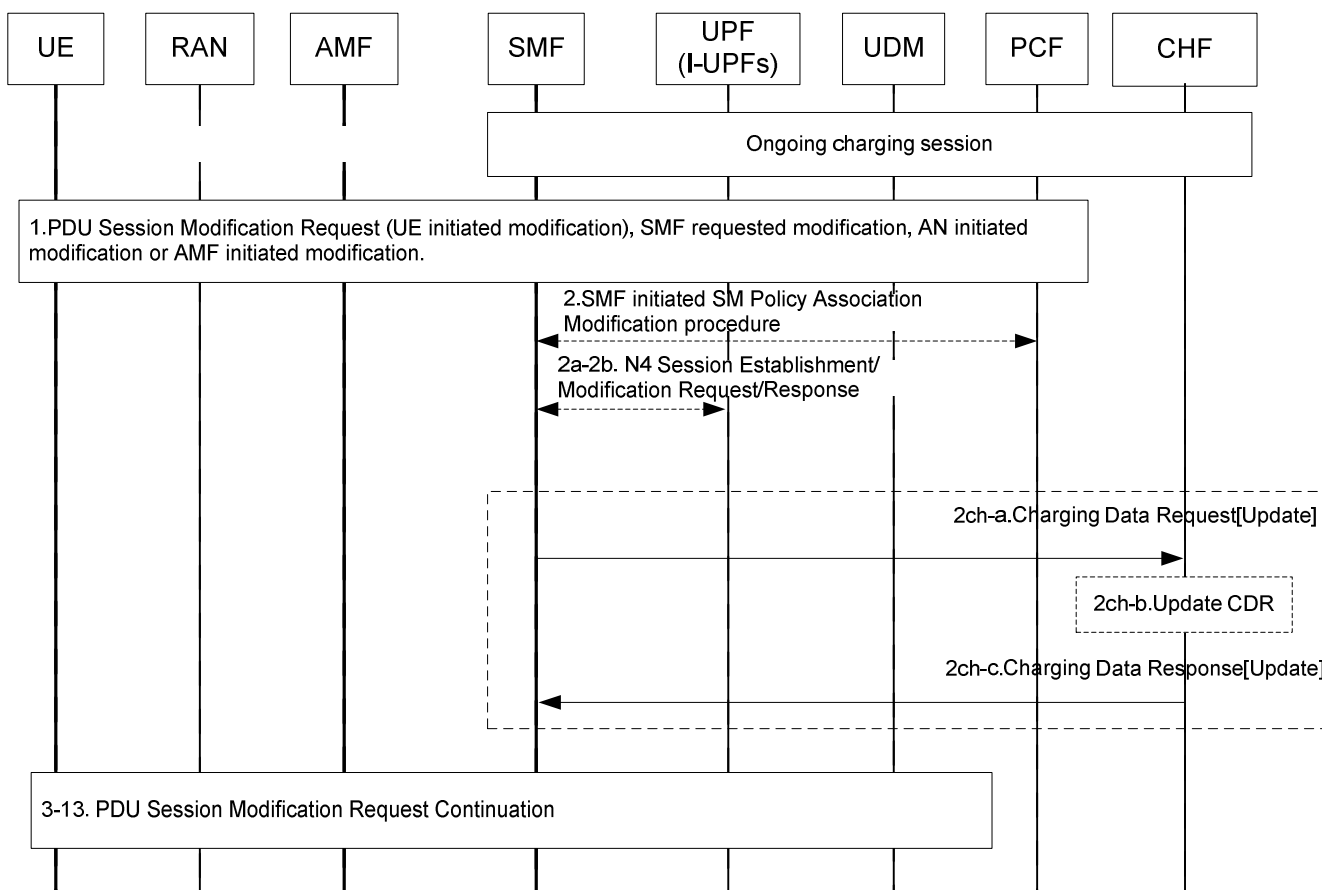 UE
RAN
AMF
SMF
UPF
(I-UPFs)
UDM
PCF
CHF
Ongoing charging session
1.PDU Session Modification Request (UE initiated modification), SMF requested modification, AN initiated
modification or AMF initiated modification.
2.SMF initiated SM Policy Association
Modification procedure
2a-2b. N4 Session Establishment/
Modification Request/Response
2ch-a.Charging Data Request[Update]
2ch-b.Update CDR
2ch-c.Charging Data Response[Update]
3-13. PDU Session Modification Request Continuation